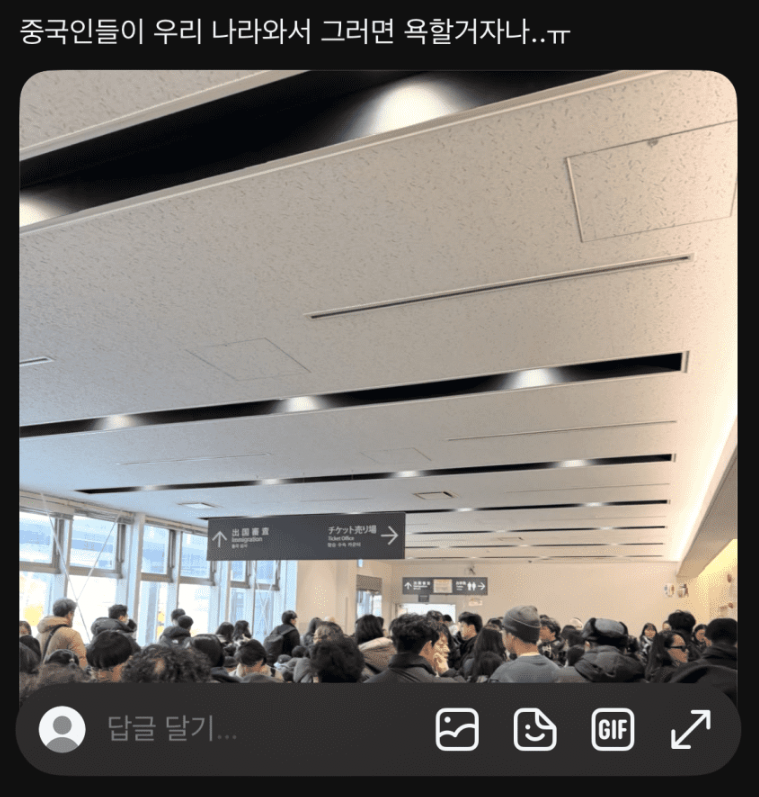 중국인들이 우리 나라와서 그러면 욕할거자나..ㅠ
出国審査
Immigration
チケット売り場
Ticket Office
답글 달기...
GIF